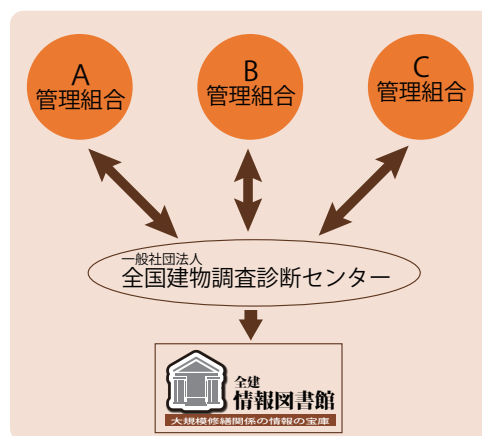 A
管理組合
B
管理組合
C
管理組合
一般社団法人
全国建物調査診断センター
全建
情報図書館
大規模修繕関係の情報の宝庫